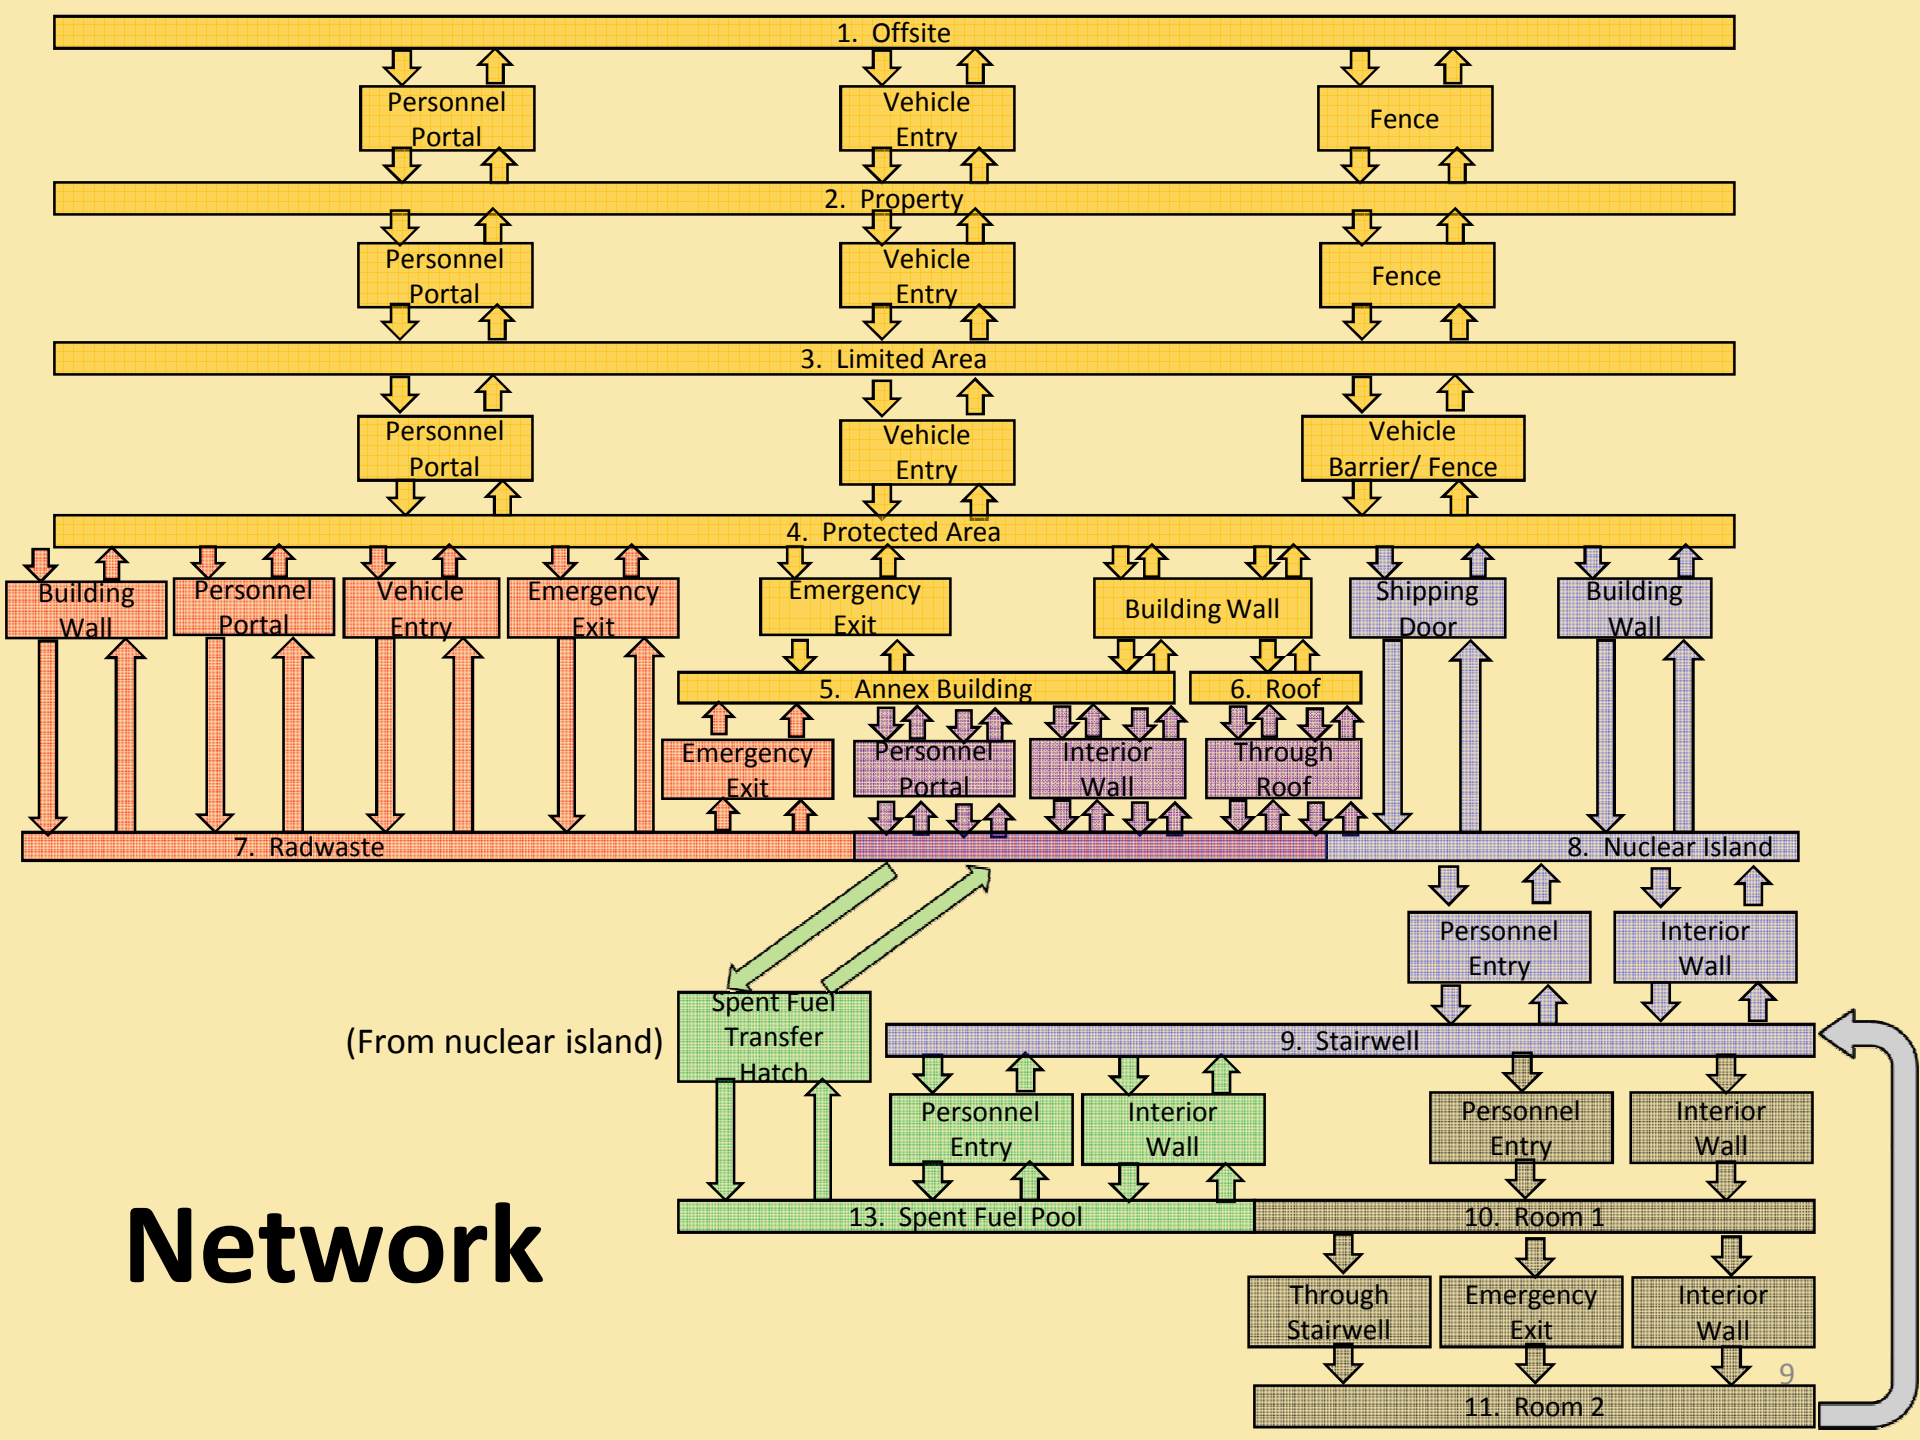 1. Offsite
Personnel
Portal
Vehicle
Entry
Fence
2. Property
Personnel
Portal
Vehicle
Entry
Fence
3. Limited Area
Personnel
Portal
Vehicle
Entry
Vehicle
Barrier/ Fence
4. Protected Area
Building
Wall
Personnel
Portal
Vehicle
Entry
Emergency
Exit
Emergency
Exit
Building Wall
Shipping
Door
Building
Wall
5. Annex Building
6. Roof
Emergency
Exit
Personnel
Portal
Interior
Wall
Through
Roof
7. Radwaste
8. Nuclear Island
Personnel
Entry
Interior
Wall
(From nuclear island)
Spent Fuel
Transfer
Hatch
9. Stairwell
Personnel
Entry
Interior
Wall
Personnel
Entry
Interior
Wall
13. Spent Fuel Pool
10. Room 1
Network
Through
Stairwell
Emergency
Exit
Interior
Wall
9
11. Room 2